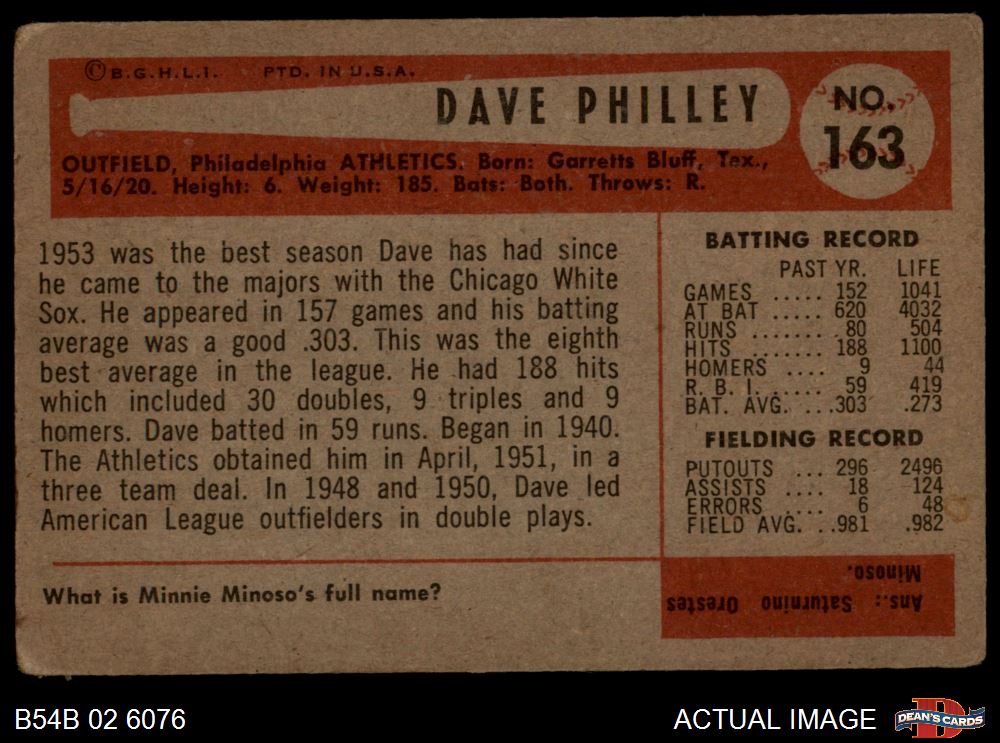 ©B.G.H.L.I. PTD. IN U.S.A.
DAVE PHILLEY
NO.
163
OUTFIELD, Philadelphia ATHLETICS. Born: Garretts Bluff, Tex.,
5/16/20. Height: 6. Weight: 185. Bats: Both. Throws: R.
1953 was the best season Dave has had since
he came to the majors with the Chicago White
Sox. He appeared in 157 games and his batting
average was a good .303. This was the eighth
best average in the league. He had 188 hits
which included 30 doubles, 9 triples and 9
homers. Dave batted in 59 runs. Began in 1940.
The Athletics obtained him in April, 1951, in a
three team deal. In 1948 and 1950, Dave led
American League outfielders in double plays.
BATTING RECORD
PAST YR. LIFE
GAMES ..... 152 1041
AT BAT ..... 620 4032
RUNS ........ 80 504
HITS ........ 188 1100
HOMERS .... 9 44
R. B. I. ...... 59 419
BAT. AVG. ...303 .273
FIELDING RECORD
PUTOUTS ... 296 2496
ASSISTS .... 18 124
ERRORS .... 6 48
FIELD AVG. ..981 .982
What is Minnie Minoso's full name?
Ans.: Saturnino Orestes
Minoso.
B54B 02 6076
ACTUAL IMAGE
D
DEAN'S CARDS